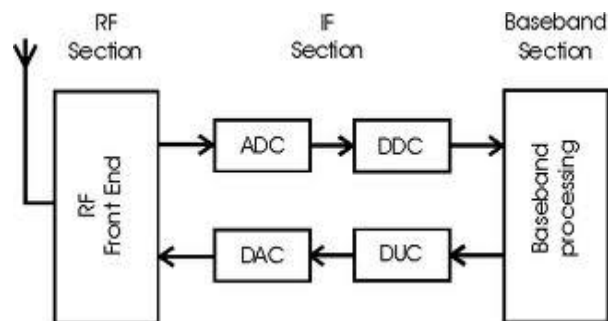 RF
Section
IF
Section
Baseband
Section
RF
Front End
ADC
DDC
DAC
DUC
Baseband
processing